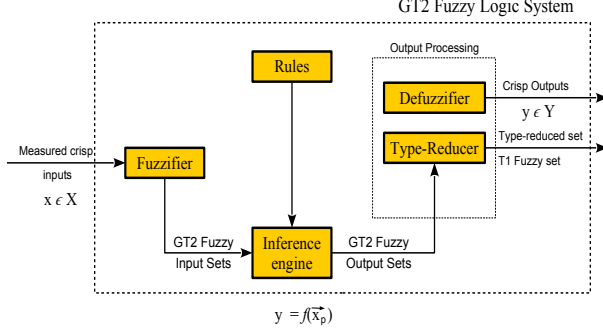 GT2 Fuzzy Logic System
Output Processing
Rules
Defuzzifier
Crisp Outputs
y ϵ Y
Measured crisp
inputs
x ϵ X
Fuzzifier
Type-Reducer
Type-reduced set
T1 Fuzzy set
GT2 Fuzzy
Input Sets
Inference
engine
GT2 Fuzzy
Output Sets
y = f(x⃗ₚ)